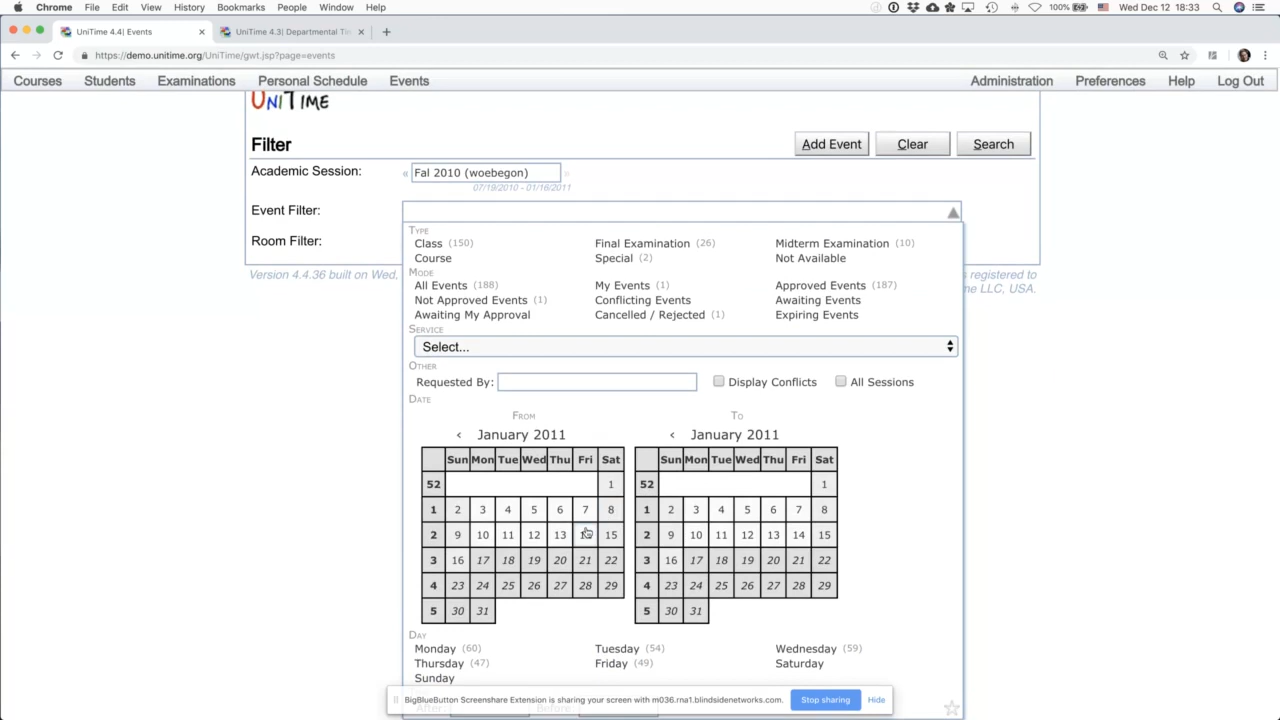 Chrome File Edit View History Bookmarks People Window Help 100% Wed Dec 12 18:33
UniTime 4.4| Events × UniTime 4.3| Departmental Ti × +
https://demo.unitime.org/UniTime/gwt.jsp?page=events
Courses Students Examinations Personal Schedule Events Administration Preferences Help Log Out
UNITIME
Filter Add Event Clear Search
Academic Session: « Fal 2010 (woebegon) »
07/19/2010 - 01/16/2011
Event Filter:
Room Filter:
TYPE
Class (150) Final Examination (26) Midterm Examination (10)
Course Special (2) Not Available
MODE
All Events (188) My Events (1) Approved Events (187)
Not Approved Events (1) Conflicting Events Awaiting Events
Awaiting My Approval Cancelled / Rejected (1) Expiring Events
Version 4.4.36 built on Wed, s registered to
ne LLC, USA.
SERVICE
Select...
OTHER
Requested By: Display Conflicts All Sessions
DATE
FROM TO
‹ January 2011 ‹ January 2011
Sun Mon Tue Wed Thu Fri Sat Sun Mon Tue Wed Thu Fri Sat
52 1 52 1
1 2 3 4 5 6 7 8 1 2 3 4 5 6 7 8
2 9 10 11 12 13 15 2 9 10 11 12 13 14 15
3 16 17 18 19 20 21 22 3 16 17 18 19 20 21 22
4 23 24 25 26 27 28 29 4 23 24 25 26 27 28 29
5 30 31 5 30 31
DAY
Monday (60) Tuesday (54) Wednesday (59)
Thursday (47) Friday (49) Saturday
Sunday
BigBlueButton Screenshare Extension is sharing your screen with m036.rna1.blindsidenetworks.com. Stop sharing Hide
After: Before: